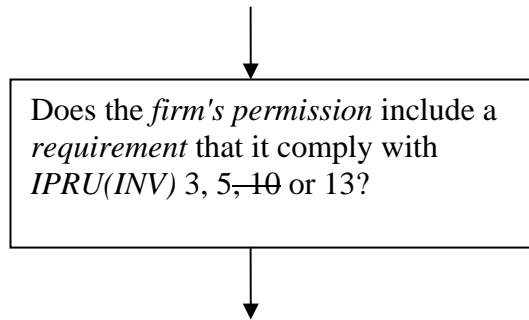 Does the firm's permission include a
requirement that it comply with
IPRU(INV) 3, 5, 10 or 13?